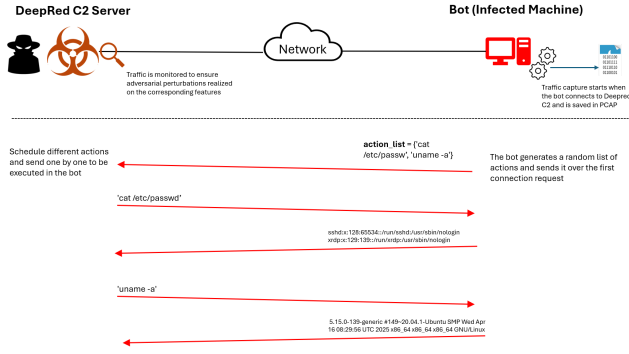 DeepRed C2 Server
Bot (Infected Machine)
Network
Traffic is monitored to ensure
adversarial perturbations realized
on the corresponding features
Traffic capture starts when
the bot connects to Deepred
C2 and is saved in PCAP
action_list = {'cat
/etc/passw', 'uname -a'}
Schedule different actions
and send one by one to be
executed in the bot
The bot generates a random list of
actions and sends it over the first
connection request
'cat /etc/passwd'
sshd:x:128:65534::/run/sshd:/usr/sbin/nologin
xrdp:x:129:139::/run/xrdp:/usr/sbin/nologin
'uname -a'
5.15.0-139-generic #149~20.04.1-Ubuntu SMP Wed Apr
16 08:29:56 UTC 2025 x86_64 x86_64 x86_64 GNU/Linux